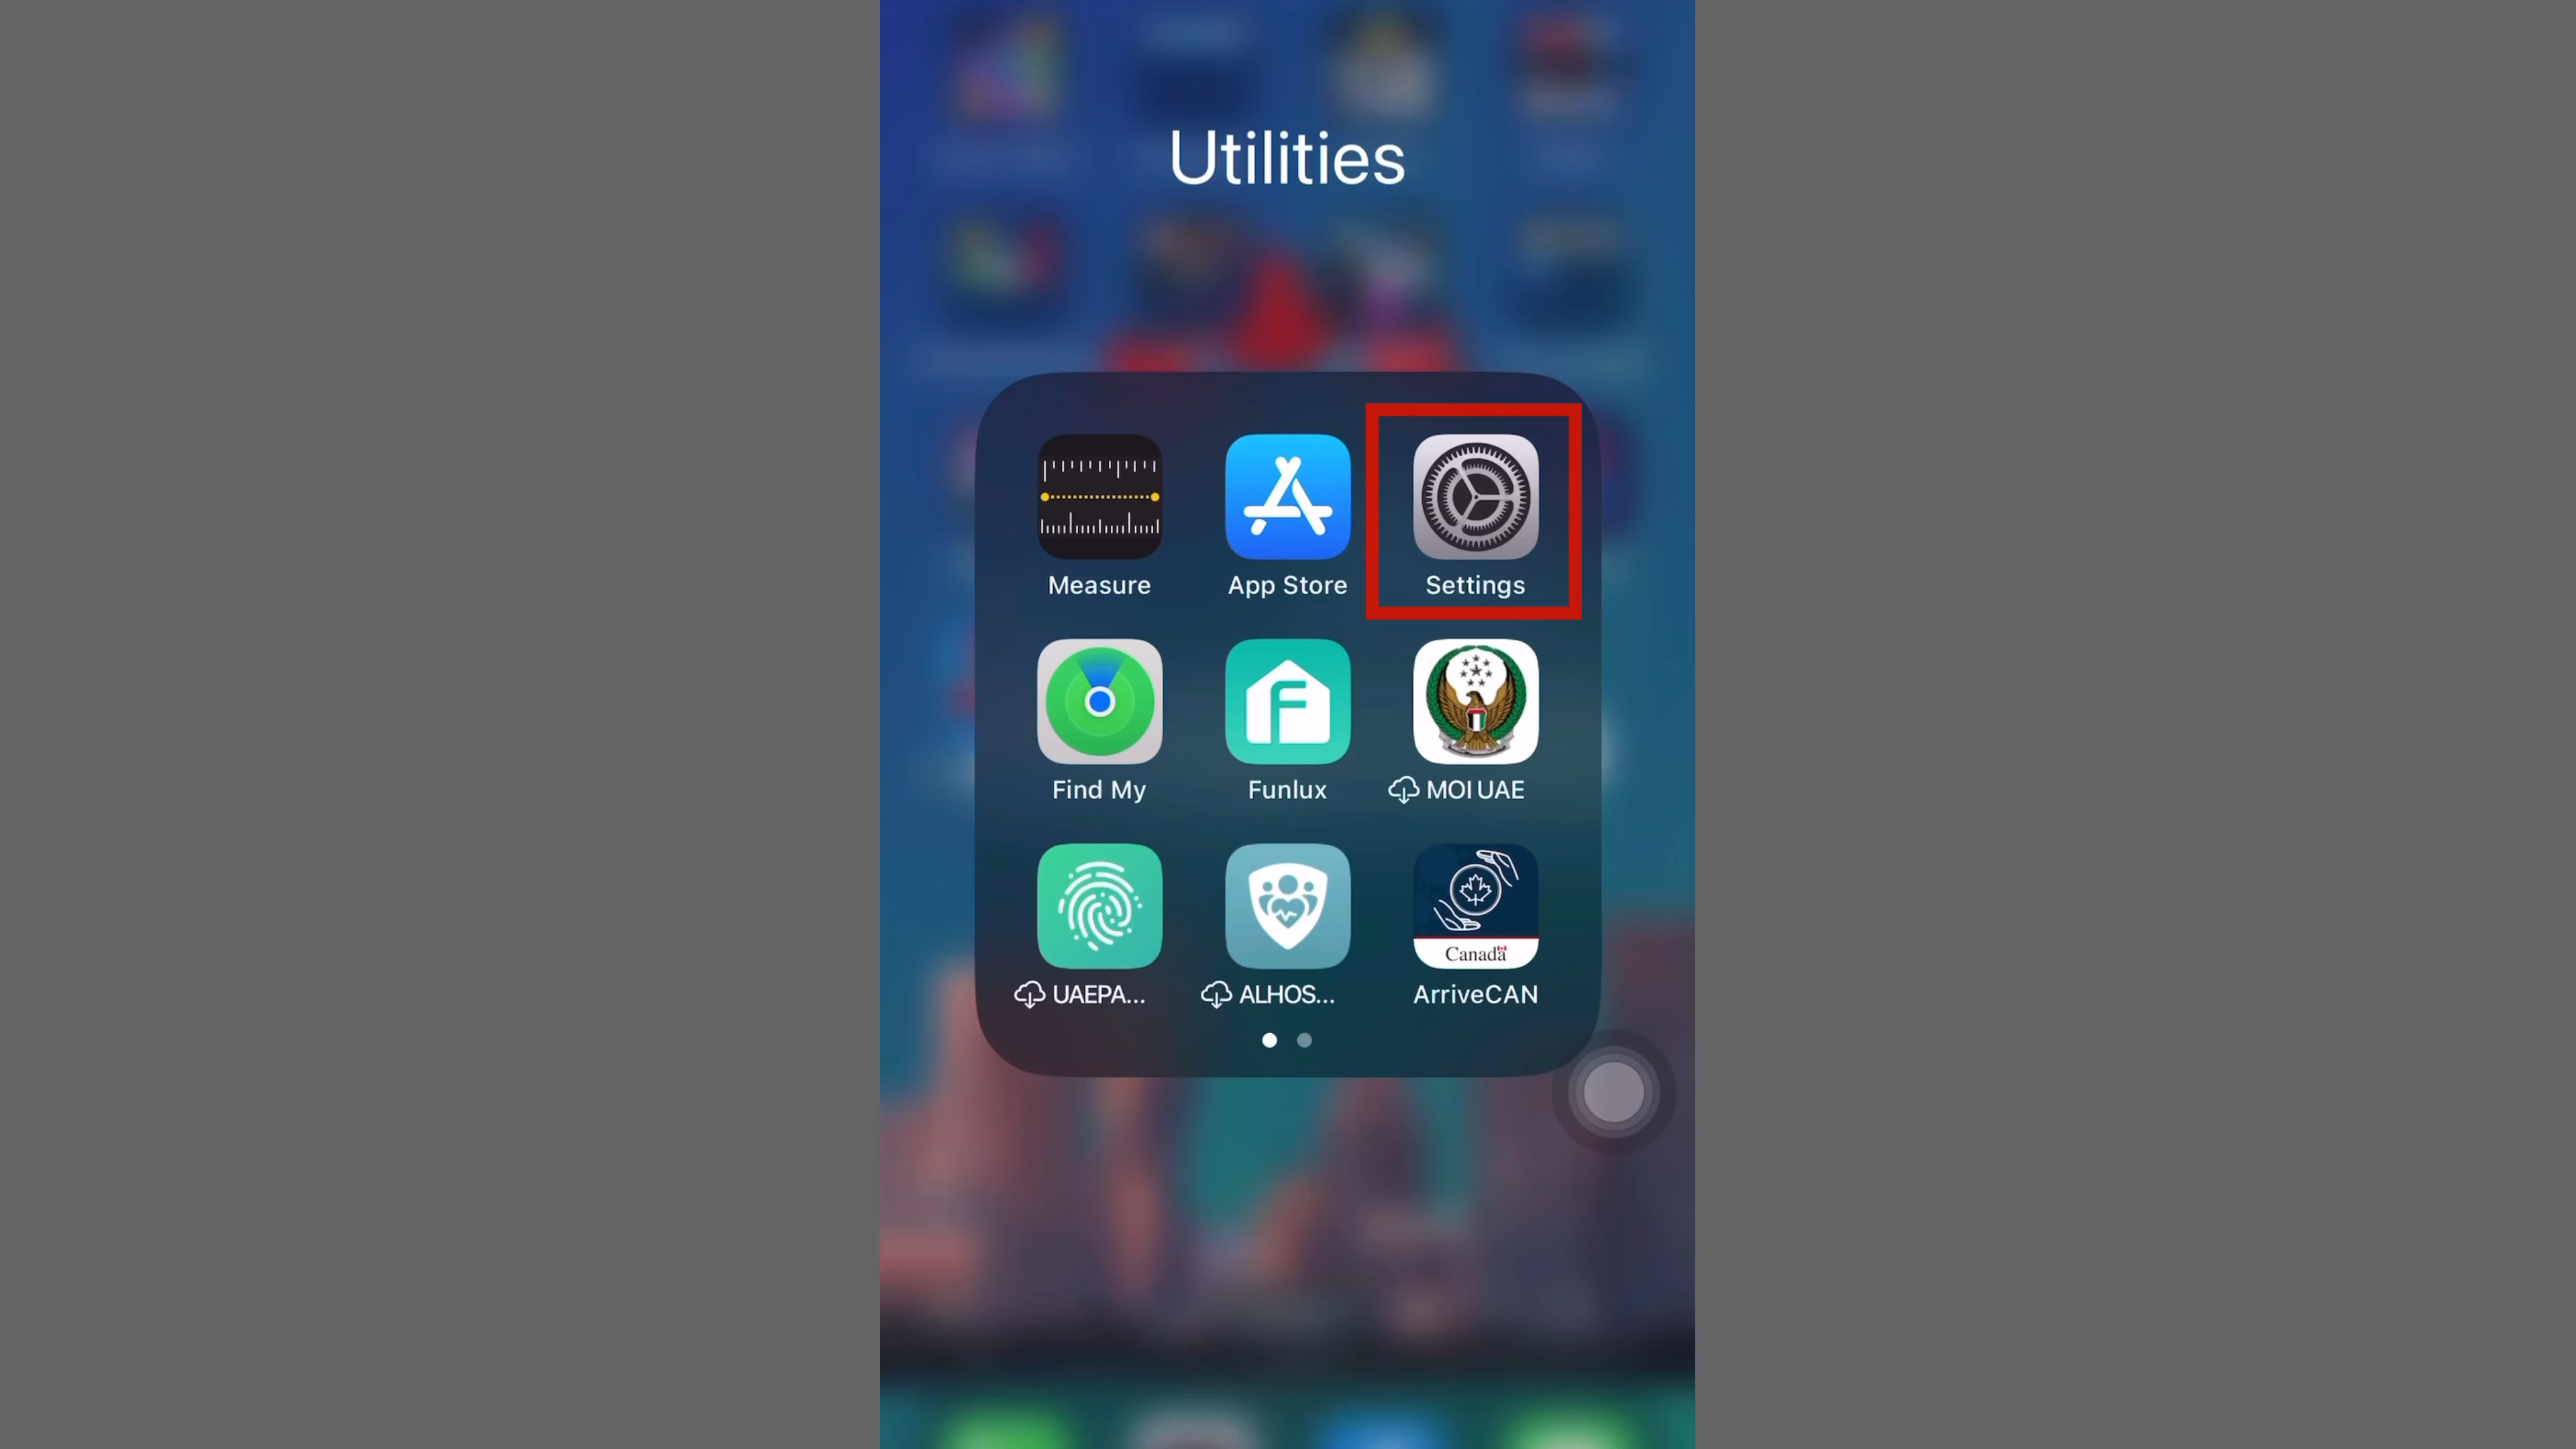 Utilities
Measure
App Store
Settings
Find My
Funlux
MOI UAE
Canada
UAEPA...
ALHOS...
ArriveCAN